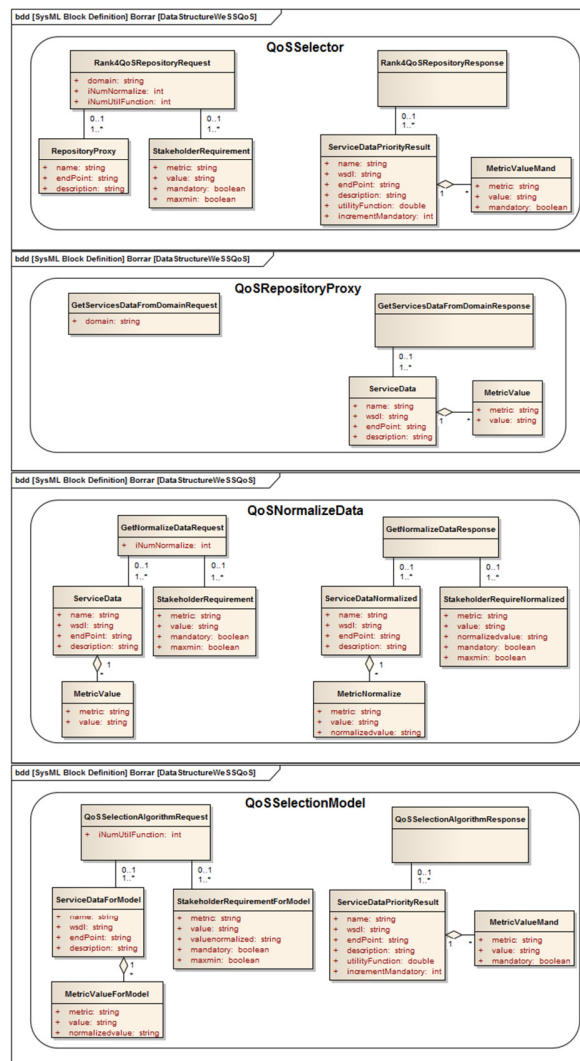 bdd [SysML Block Definition] Borrar [DataStructureWeSSQoS]
QoSSelector
Rank4QoSRepositoryRequest
+ domain: string
+ iNumNormalize: int
+ iNumUtilFunction: int
Rank4QoSRepositoryResponse
0..1
1..*
0..1
1..*
0..1
1..*
RepositoryProxy
+ name: string
+ endPoint: string
+ description: string
StakeholderRequirement
+ metric: string
+ value: string
+ mandatory: boolean
+ maxmin: boolean
ServiceDataPriorityResult
+ name: string
+ wsdl: string
+ endPoint: string
+ description: string
+ utilityFunction: double
+ incrementMandatory: int
1
*
MetricValueMand
+ metric: string
+ value: string
+ mandatory: boolean
bdd [SysML Block Definition] Borrar [DataStructureWeSSQoS]
QoSRepositoryProxy
GetServicesDataFromDomainRequest
+ domain: string
GetServicesDataFromDomainResponse
0..1
1..*
ServiceData
+ name: string
+ wsdl: string
+ endPoint: string
+ description: string
1
*
MetricValue
+ metric: string
+ value: string
bdd [SysML Block Definition] Borrar [DataStructureWeSSQoS]
QoSNormalizeData
GetNormalizeDataRequest
+ iNumNormalize: int
GetNormalizeDataResponse
0..1
1..*
0..1
1..*
0..1
1..*
0..1
1..*
ServiceData
+ name: string
+ wsdl: string
+ endPoint: string
+ description: string
StakeholderRequirement
+ metric: string
+ value: string
+ mandatory: boolean
+ maxmin: boolean
ServiceDataNormalized
+ name: string
+ wsdl: string
+ endPoint: string
+ description: string
StakeholderRequireNormalized
+ metric: string
+ value: string
+ normalizedvalue: string
+ mandatory: boolean
+ maxmin: boolean
1
*
1
*
MetricValue
+ metric: string
+ value: string
MetricNormalize
+ metric: string
+ value: string
+ normalizedvalue: string
bdd [SysML Block Definition] Borrar [DataStructureWeSSQoS]
QoSSelectionModel
QoSSelectionAlgorithmRequest
+ iNumUtilFunction: int
QoSSelectionAlgorithmResponse
0..1
1..*
0..1
1..*
0..1
1..*
ServiceDataForModel
+ name: string
+ wsdl: string
+ endPoint: string
+ description: string
StakeholderRequirementForModel
+ metric: string
+ value: string
+ valuenormalized: string
+ mandatory: boolean
+ maxmin: boolean
ServiceDataPriorityResult
+ name: string
+ wsdl: string
+ endPoint: string
+ description: string
+ utilityFunction: double
+ incrementMandatory: int
1
*
MetricValueMand
+ metric: string
+ value: string
+ mandatory: boolean
1
*
MetricValueForModel
+ metric: string
+ value: string
+ normalizedvalue: string